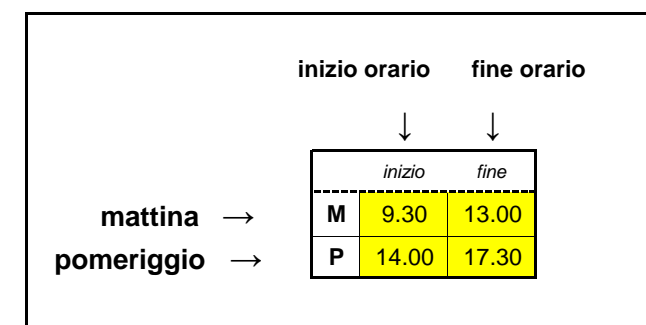 inizio orario fine orario
↓ ↓
inizio fine
mattina → M 9.30 13.00
pomeriggio → P 14.00 17.30